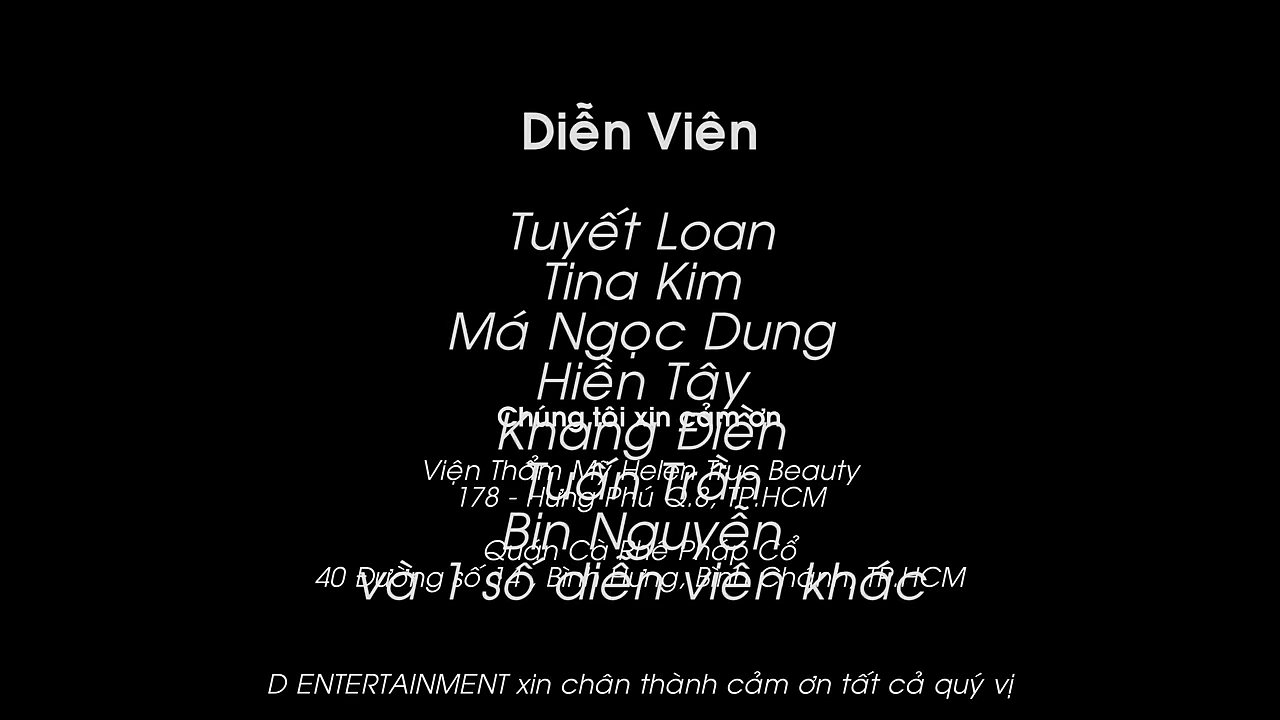 Diễn Viên
Tuyết Loan
Tina Kim
Má Ngọc Dung
Hiền Tây
Chúng tôi xin cảm ơn
Khang Điền
Viện Thẩm Mỹ Helen Trúc Beauty
Tuấn Trần
178 - Hưng Phú Q.8, TP.HCM
Bin Nguyễn
Quán Cà Phê Pháp Cổ
40 Đường số 14, Bình Hưng, Bình Chánh, TP.HCM
và 1 số diễn viên khác
D ENTERTAINMENT xin chân thành cảm ơn tất cả quý vị